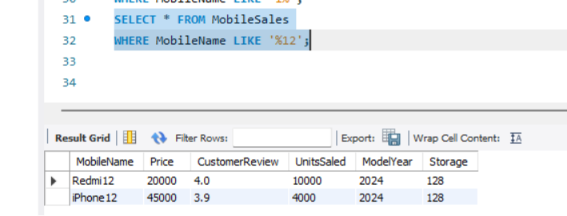 31 SELECT * FROM MobileSales
32 WHERE MobileName LIKE '%12';
33
34
Result Grid Filter Rows: Export: Wrap Cell Content: IA
MobileName Price CustomerReview UnitsSaled ModelYear Storage
Redmi12 20000 4.0 10000 2024 128
iPhone12 45000 3.9 4000 2024 128